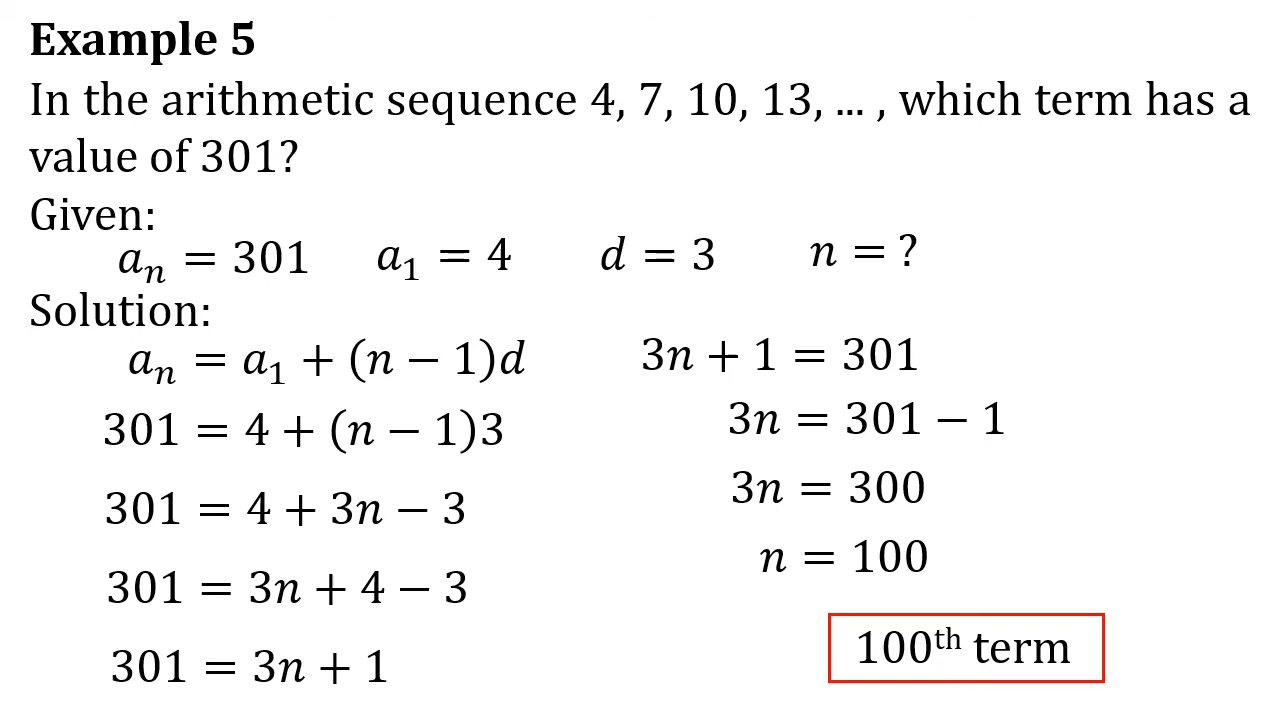 Example 5
In the arithmetic sequence 4, 7, 10, 13, ... , which term has a
value of 301?
Given:
aₙ = 301 a₁ = 4 d = 3 n = ?
Solution:
aₙ = a₁ + (n − 1)d
301 = 4 + (n − 1)3
301 = 4 + 3n − 3
301 = 3n + 4 − 3
301 = 3n + 1
3n + 1 = 301
3n = 301 − 1
3n = 300
n = 100
100ᵗʰ term